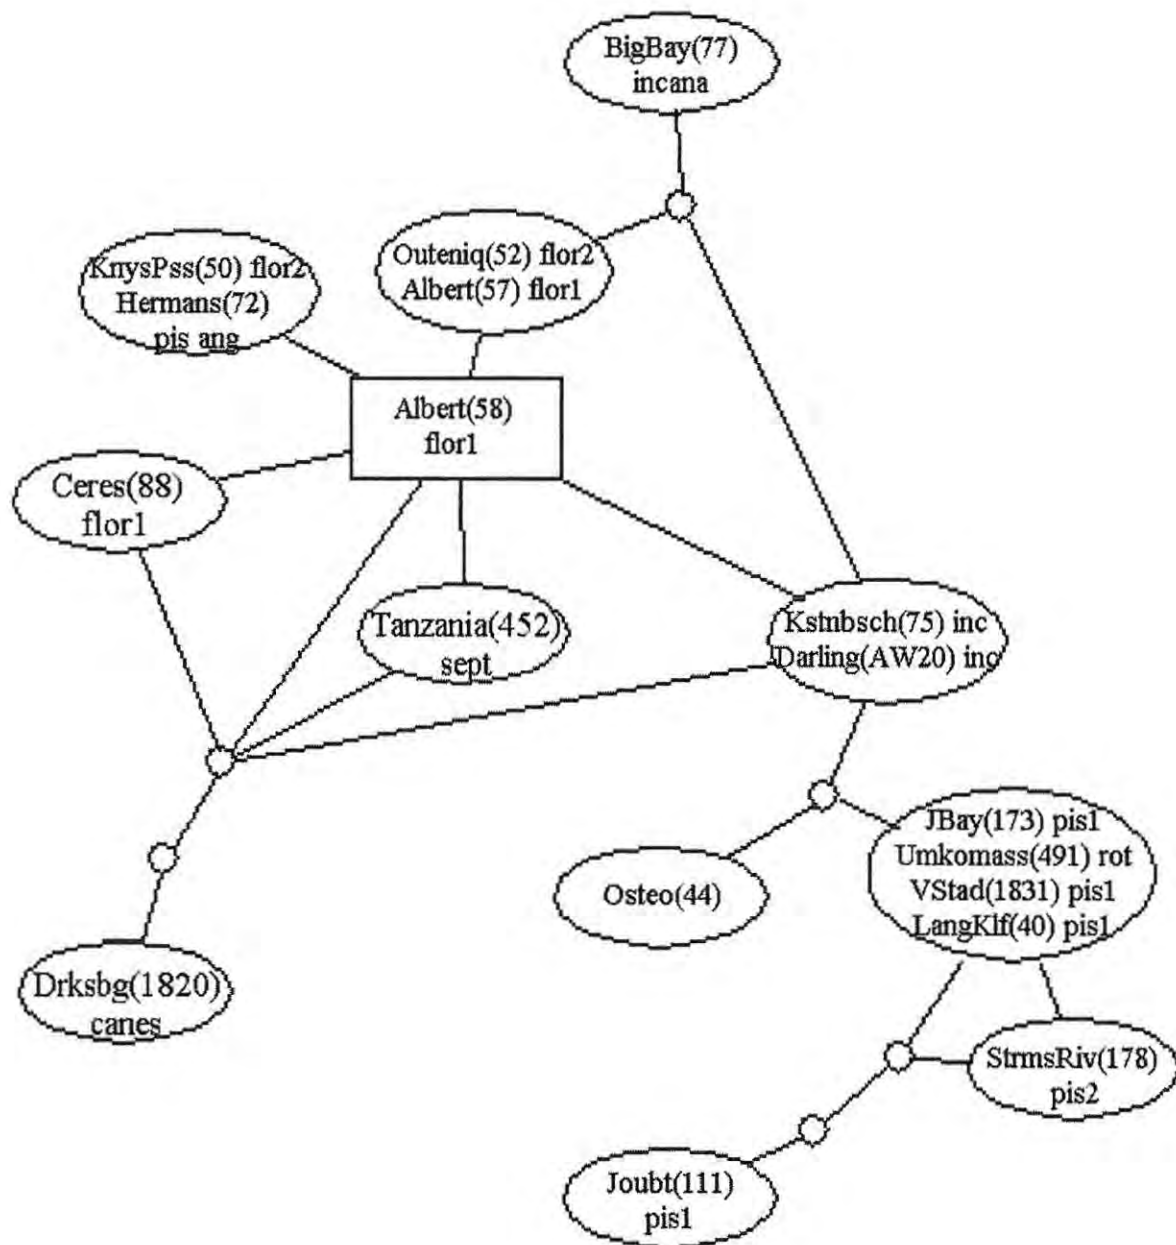 BigBay(77)
incana
Outeniq(52) flor2
Albert(57) flor1
KnysPss(50) flor2
Hermans(72)
pis ang
Albert(58)
flor1
Ceres(88)
flor1
Tanzania(452)
sept
Kstnbsch(75) inc
Darling(AW20) inc
JBay(173) pis1
Umkomass(491) rot
VStad(1831) pis1
LangKlf(40) pis1
Osteo(44)
Drksbg(1820)
canes
StrmsRiv(178)
pis2
Joubt(111)
pis1